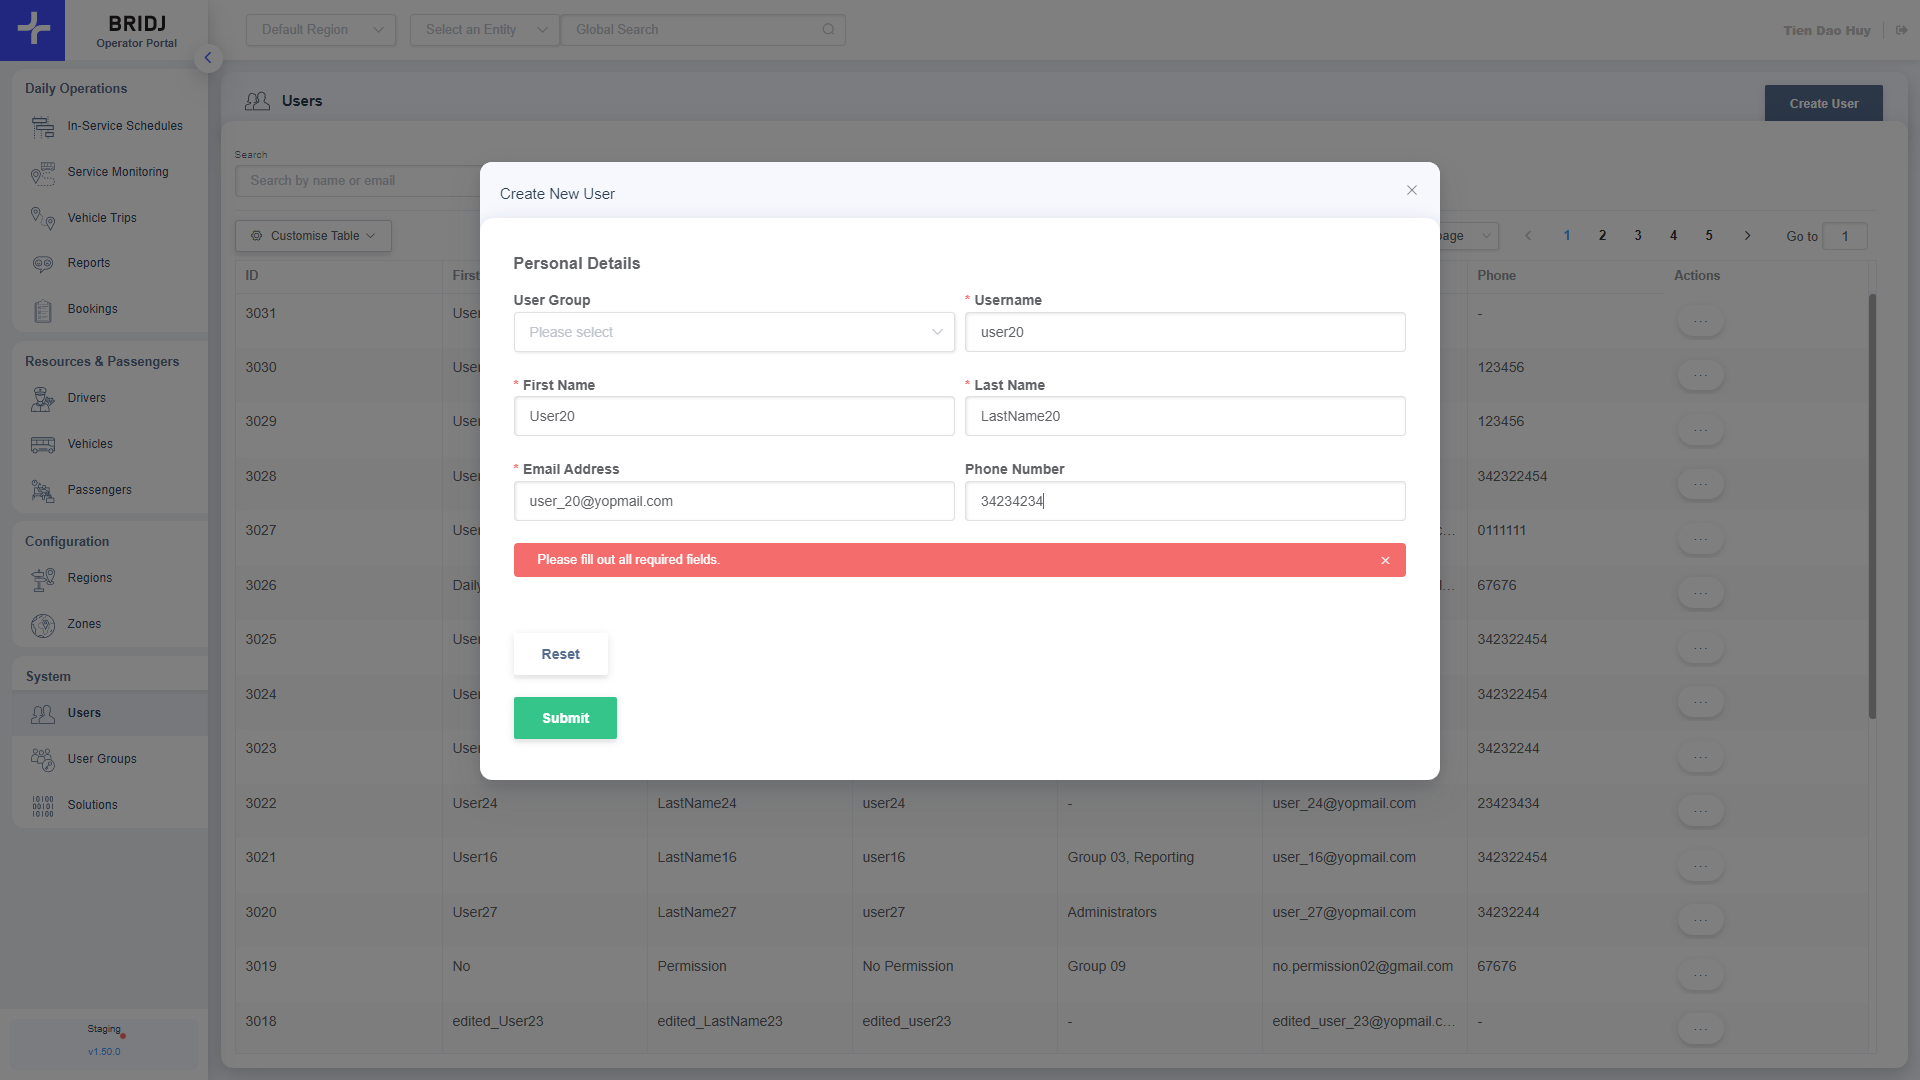 BRIDJ
Operator Portal
Default Region
Select an Entity
Global Search
Tien Dao Huy
Daily Operations
In-Service Schedules
Service Monitoring
Vehicle Trips
Reports
Bookings
Resources & Passengers
Drivers
Vehicles
Passengers
Configuration
Regions
Zones
System
Users
User Groups
Solutions
Staging
v1.50.0
Users
Create User
Search
Search by name or email
Customise Table
age
1 2 3 4 5
Go to 1
ID First Phone Actions
3031 User -
3030 User 123456
3029 User 123456
3028 User 342322454
3027 User c... 0111111
3026 Daily 67676
3025 User 342322454
3024 User 342322454
3023 User 34232244
3022 User24 LastName24 user24 - user_24@yopmail.com 23423434
3021 User16 LastName16 user16 Group 03, Reporting user_16@yopmail.com 342322454
3020 User27 LastName27 user27 Administrators user_27@yopmail.com 34232244
3019 No Permission No Permission Group 09 no.permission02@gmail.com 67676
3018 edited_User23 edited_LastName23 edited_user23 - edited_user_23@yopmail.c... -
Create New User
Personal Details
User Group
Please select
* Username
user20
* First Name
User20
* Last Name
LastName20
* Email Address
user_20@yopmail.com
Phone Number
34234234
Please fill out all required fields.
Reset
Submit